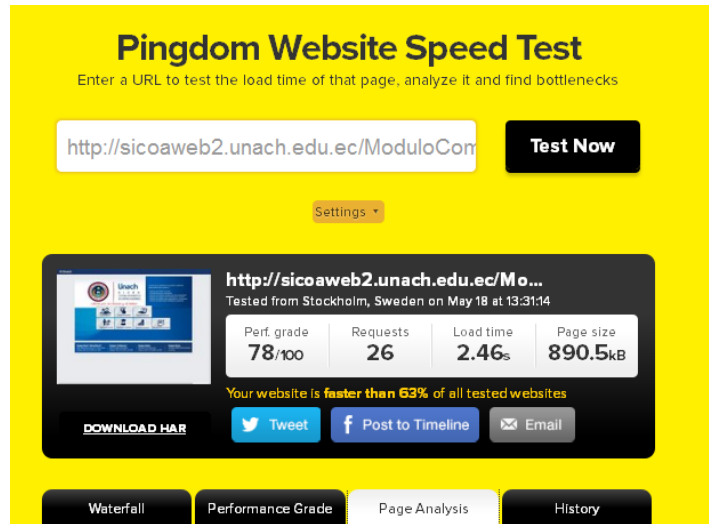 Pingdom Website Speed Test
Enter a URL to test the load time of that page, analyze it and find bottlenecks
http://sicoaweb2.unach.edu.ec/ModuloCom
Test Now
Settings
Unach
http://sicoaweb2.unach.edu.ec/Mo...
Tested from Stockholm, Sweden on May 18 at 13:31:14
Perf. grade Requests Load time Page size
78/100 26 2.46s 890.5kB
Your website is faster than 63% of all tested websites
DOWNLOAD HAR Tweet f Post to Timeline Email
Waterfall Performance Grade Page Analysis History